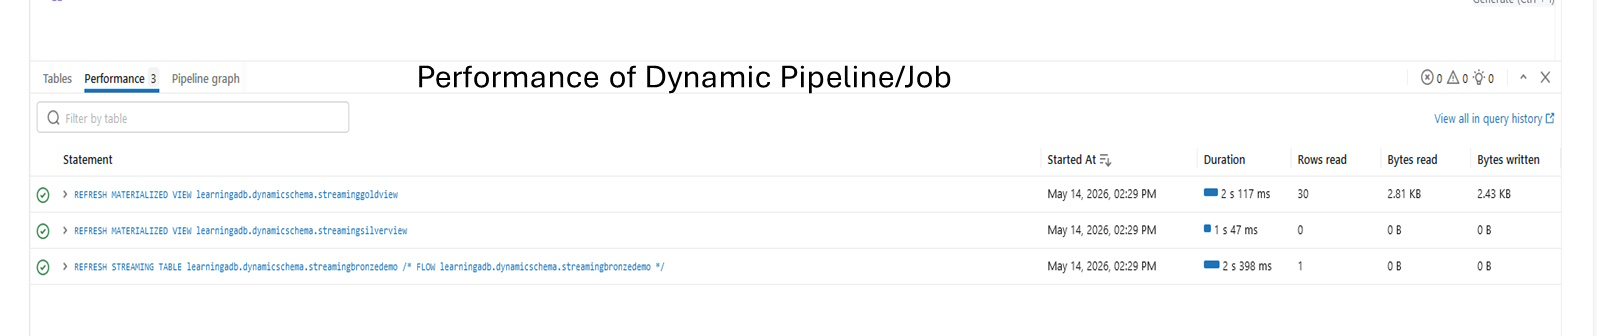 Generate (Ctrl + I)
Tables Performance 3 Pipeline graph
Performance of Dynamic Pipeline/Job
0 0 0
Filter by table
View all in query history
Statement Started At Duration Rows read Bytes read Bytes written
REFRESH MATERIALIZED VIEW learningadb.dynamicschema.streaminggoldview May 14, 2026, 02:29 PM 2 s 117 ms 30 2.81 KB 2.43 KB
REFRESH MATERIALIZED VIEW learningadb.dynamicschema.streamingsilverview May 14, 2026, 02:29 PM 1 s 47 ms 0 0 B 0 B
REFRESH STREAMING TABLE learningadb.dynamicschema.streamingbronzedemo /* FLOW learningadb.dynamicschema.streamingbronzedemo */ May 14, 2026, 02:29 PM 2 s 398 ms 1 0 B 0 B